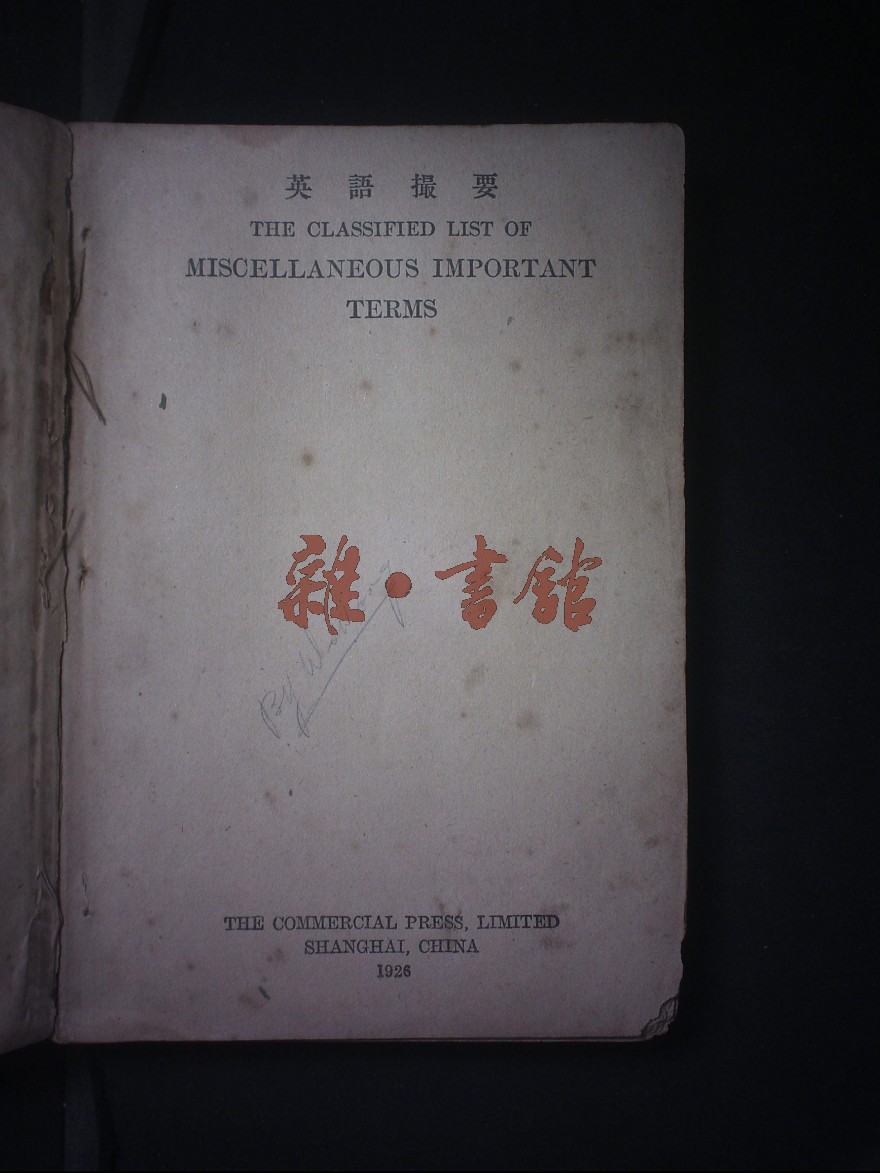 英語撮要
THE CLASSIFIED LIST OF
MISCELLANEOUS IMPORTANT
TERMS
雜·書館
By
THE COMMERCIAL PRESS, LIMITED
SHANGHAI, CHINA
1926